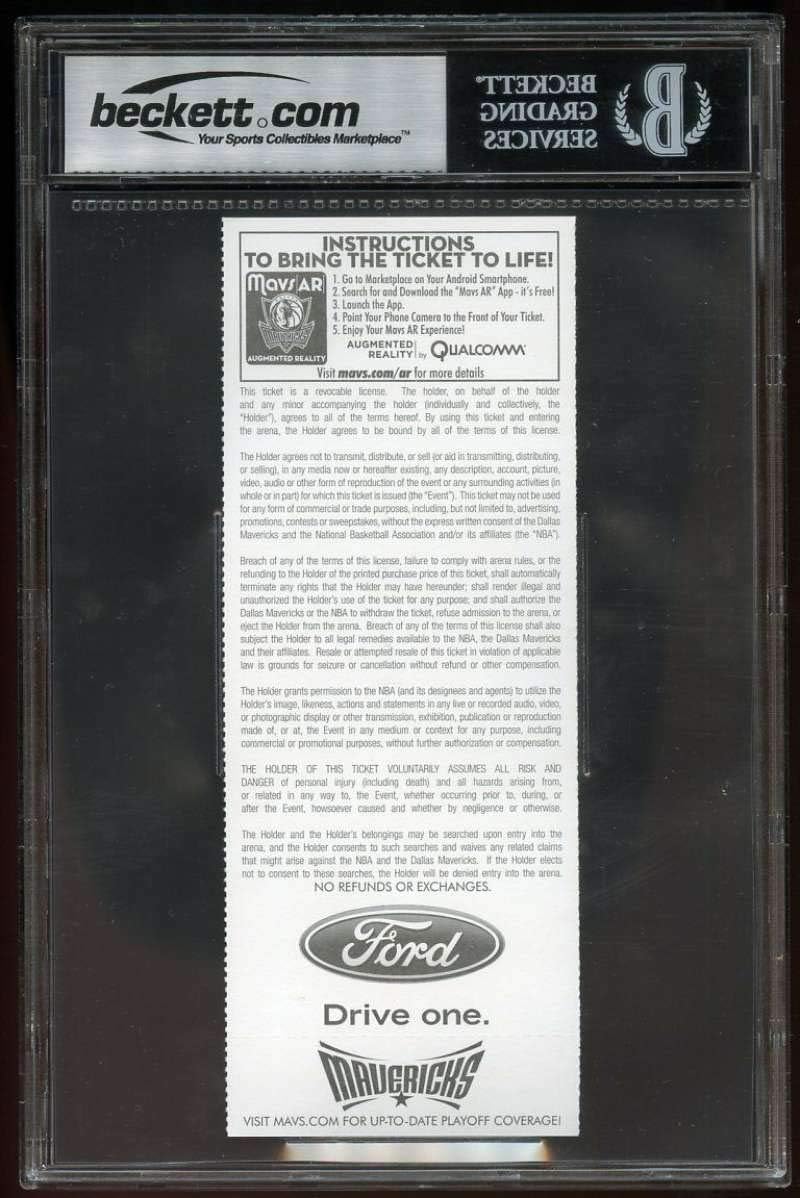 beckett.com
Your Sports Collectibles Marketplace™
BECKETT®
GRADING
SERVICES
B
INSTRUCTIONS
TO BRING THE TICKET TO LIFE!
Mavs AR
MAVERICKS
AUGMENTED REALITY
1. Go to Marketplace on Your Android Smartphone.
2. Search for and Download the "Mavs AR" App - it's Free!
3. Launch the App.
4. Point Your Phone Camera to the Front of Your Ticket.
5. Enjoy Your Mavs AR Experience!
AUGMENTED REALITY by QUALCOMM
Visit mavs.com/ar for more details
This ticket is a revocable license. The holder, on behalf of the holder
and any minor accompanying the holder (individually and collectively, the
"Holder"), agrees to all of the terms hereof. By using this ticket and entering
the arena, the Holder agrees to be bound by all of the terms of this license.
The Holder agrees not to transmit, distribute, or sell (or aid in transmitting, distributing,
or selling), in any media now or hereafter existing, any description, account, picture,
video, audio or other form of reproduction of the event or any surrounding activities (in
whole or in part) for which this ticket is issued (the "Event"). This ticket may not be used
for any form of commercial or trade purposes, including, but not limited to, advertising,
promotions, contests or sweepstakes, without the express written consent of the Dallas
Mavericks and the National Basketball Association and/or its affiliates (the "NBA").
Breach of any of the terms of this license, failure to comply with arena rules, or the
refunding to the Holder of the printed purchase price of this ticket, shall automatically
terminate any rights that the Holder may have hereunder; shall render illegal and
unauthorized the Holder's use of the ticket for any purpose; and shall authorize the
Dallas Mavericks or the NBA to withdraw the ticket, refuse admission to the arena, or
eject the Holder from the arena. Breach of any of the terms of this license shall also
subject the Holder to all legal remedies available to the NBA, the Dallas Mavericks
and their affiliates. Resale or attempted resale of this ticket in violation of applicable
law is grounds for seizure or cancellation without refund or other compensation.
The Holder grants permission to the NBA (and its designees and agents) to utilize the
Holder's image, likeness, actions and statements in any live or recorded audio, video,
or photographic display or other transmission, exhibition, publication or reproduction
made of, or at, the Event in any medium or context for any purpose, including
commercial or promotional purposes, without further authorization or compensation.
THE HOLDER OF THIS TICKET VOLUNTARILY ASSUMES ALL RISK AND
DANGER of personal injury (including death) and all hazards arising from,
or related in any way to, the Event, whether occurring prior to, during, or
after the Event, howsoever caused and whether by negligence or otherwise.
The Holder and the Holder's belongings may be searched upon entry into the
arena, and the Holder consents to such searches and waives any related claims
that might arise against the NBA and the Dallas Mavericks. If the Holder elects
not to consent to these searches, the Holder will be denied entry into the arena.
NO REFUNDS OR EXCHANGES.
Ford
Drive one.
MAVERICKS
VISIT MAVS.COM FOR UP-TO-DATE PLAYOFF COVERAGE!